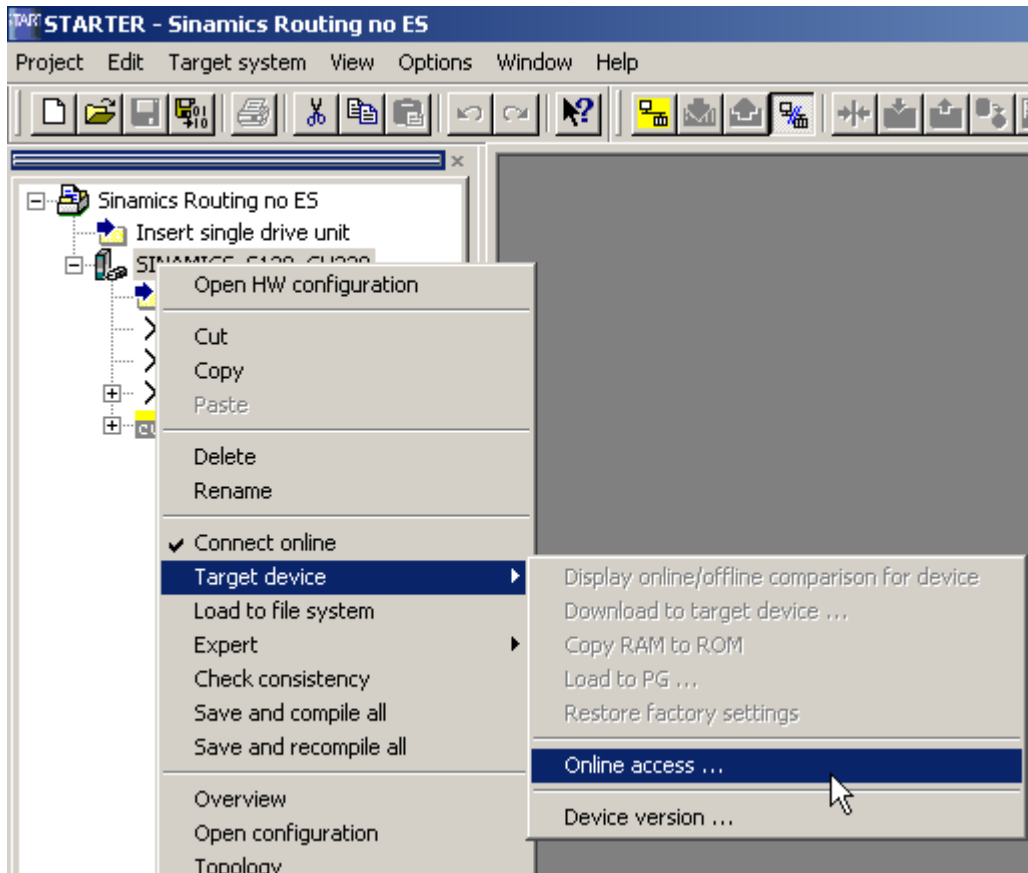 STARTER - Sinamics Routing no ES
Project Edit Target system View Options Window Help
Sinamics Routing no ES
Insert single drive unit
Open HW configuration
Cut
Copy
Paste
Delete
Rename
Connect online
Target device
Load to file system
Expert
Check consistency
Save and compile all
Save and recompile all
Overview
Open configuration
Topology
Display online/offline comparison for device
Download to target device ...
Copy RAM to ROM
Load to PG ...
Restore factory settings
Online access ...
Device version ...